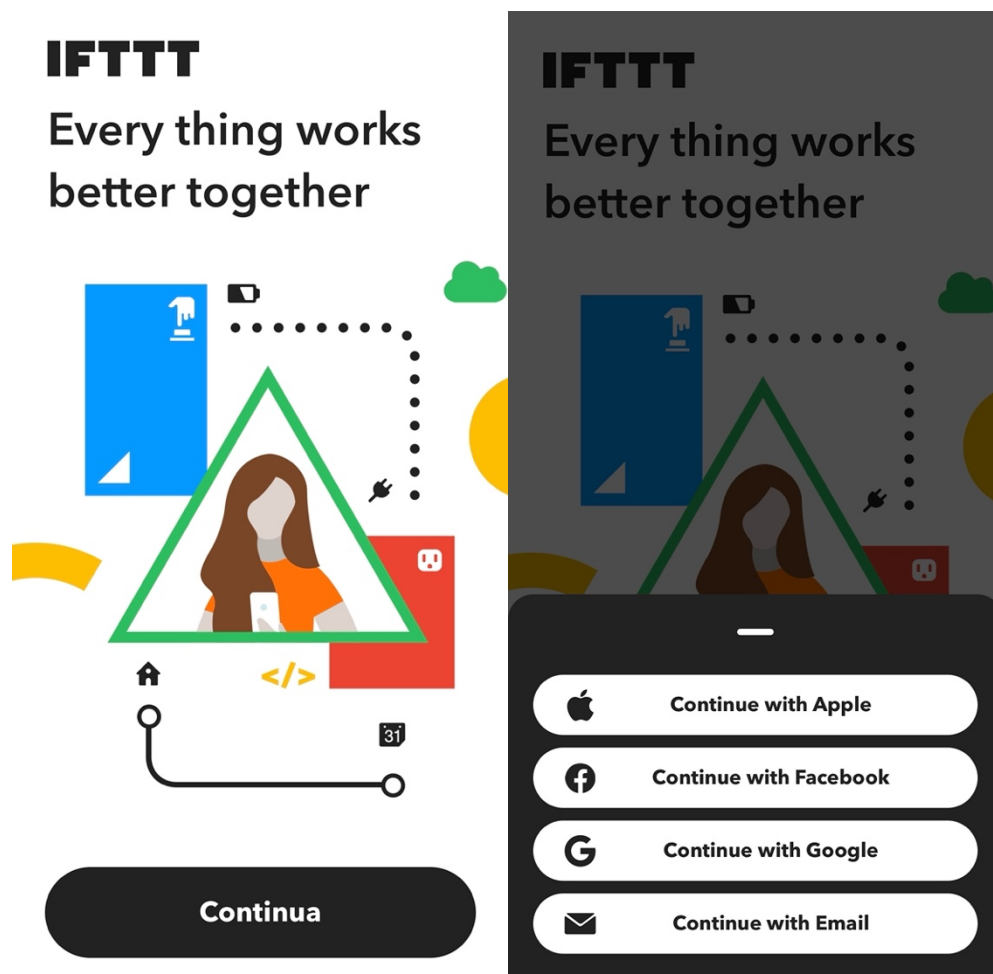 IFTTT
Every thing works
better together
</>
31
Continua
IFTTT
Every thing works
better together
Continue with Apple
Continue with Facebook
Continue with Google
Continue with Email